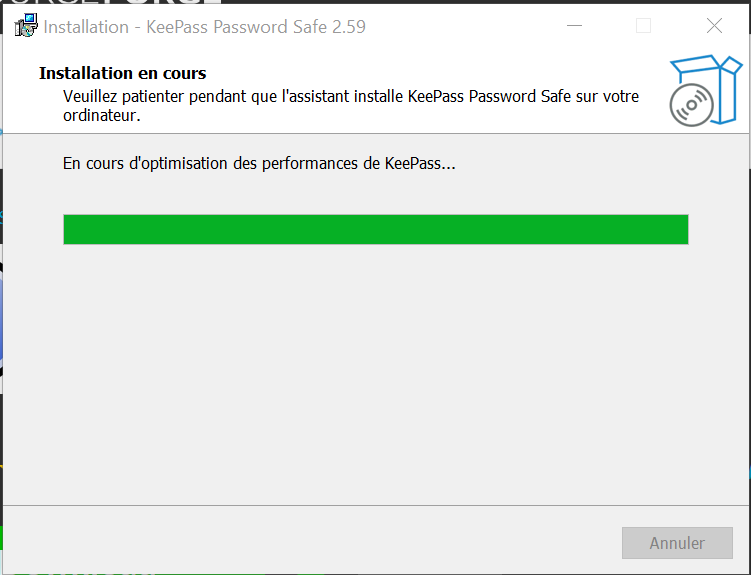 Installation - KeePass Password Safe 2.59
Installation en cours
Veuillez patienter pendant que l'assistant installe KeePass Password Safe sur votre
ordinateur.
En cours d'optimisation des performances de KeePass...
Annuler